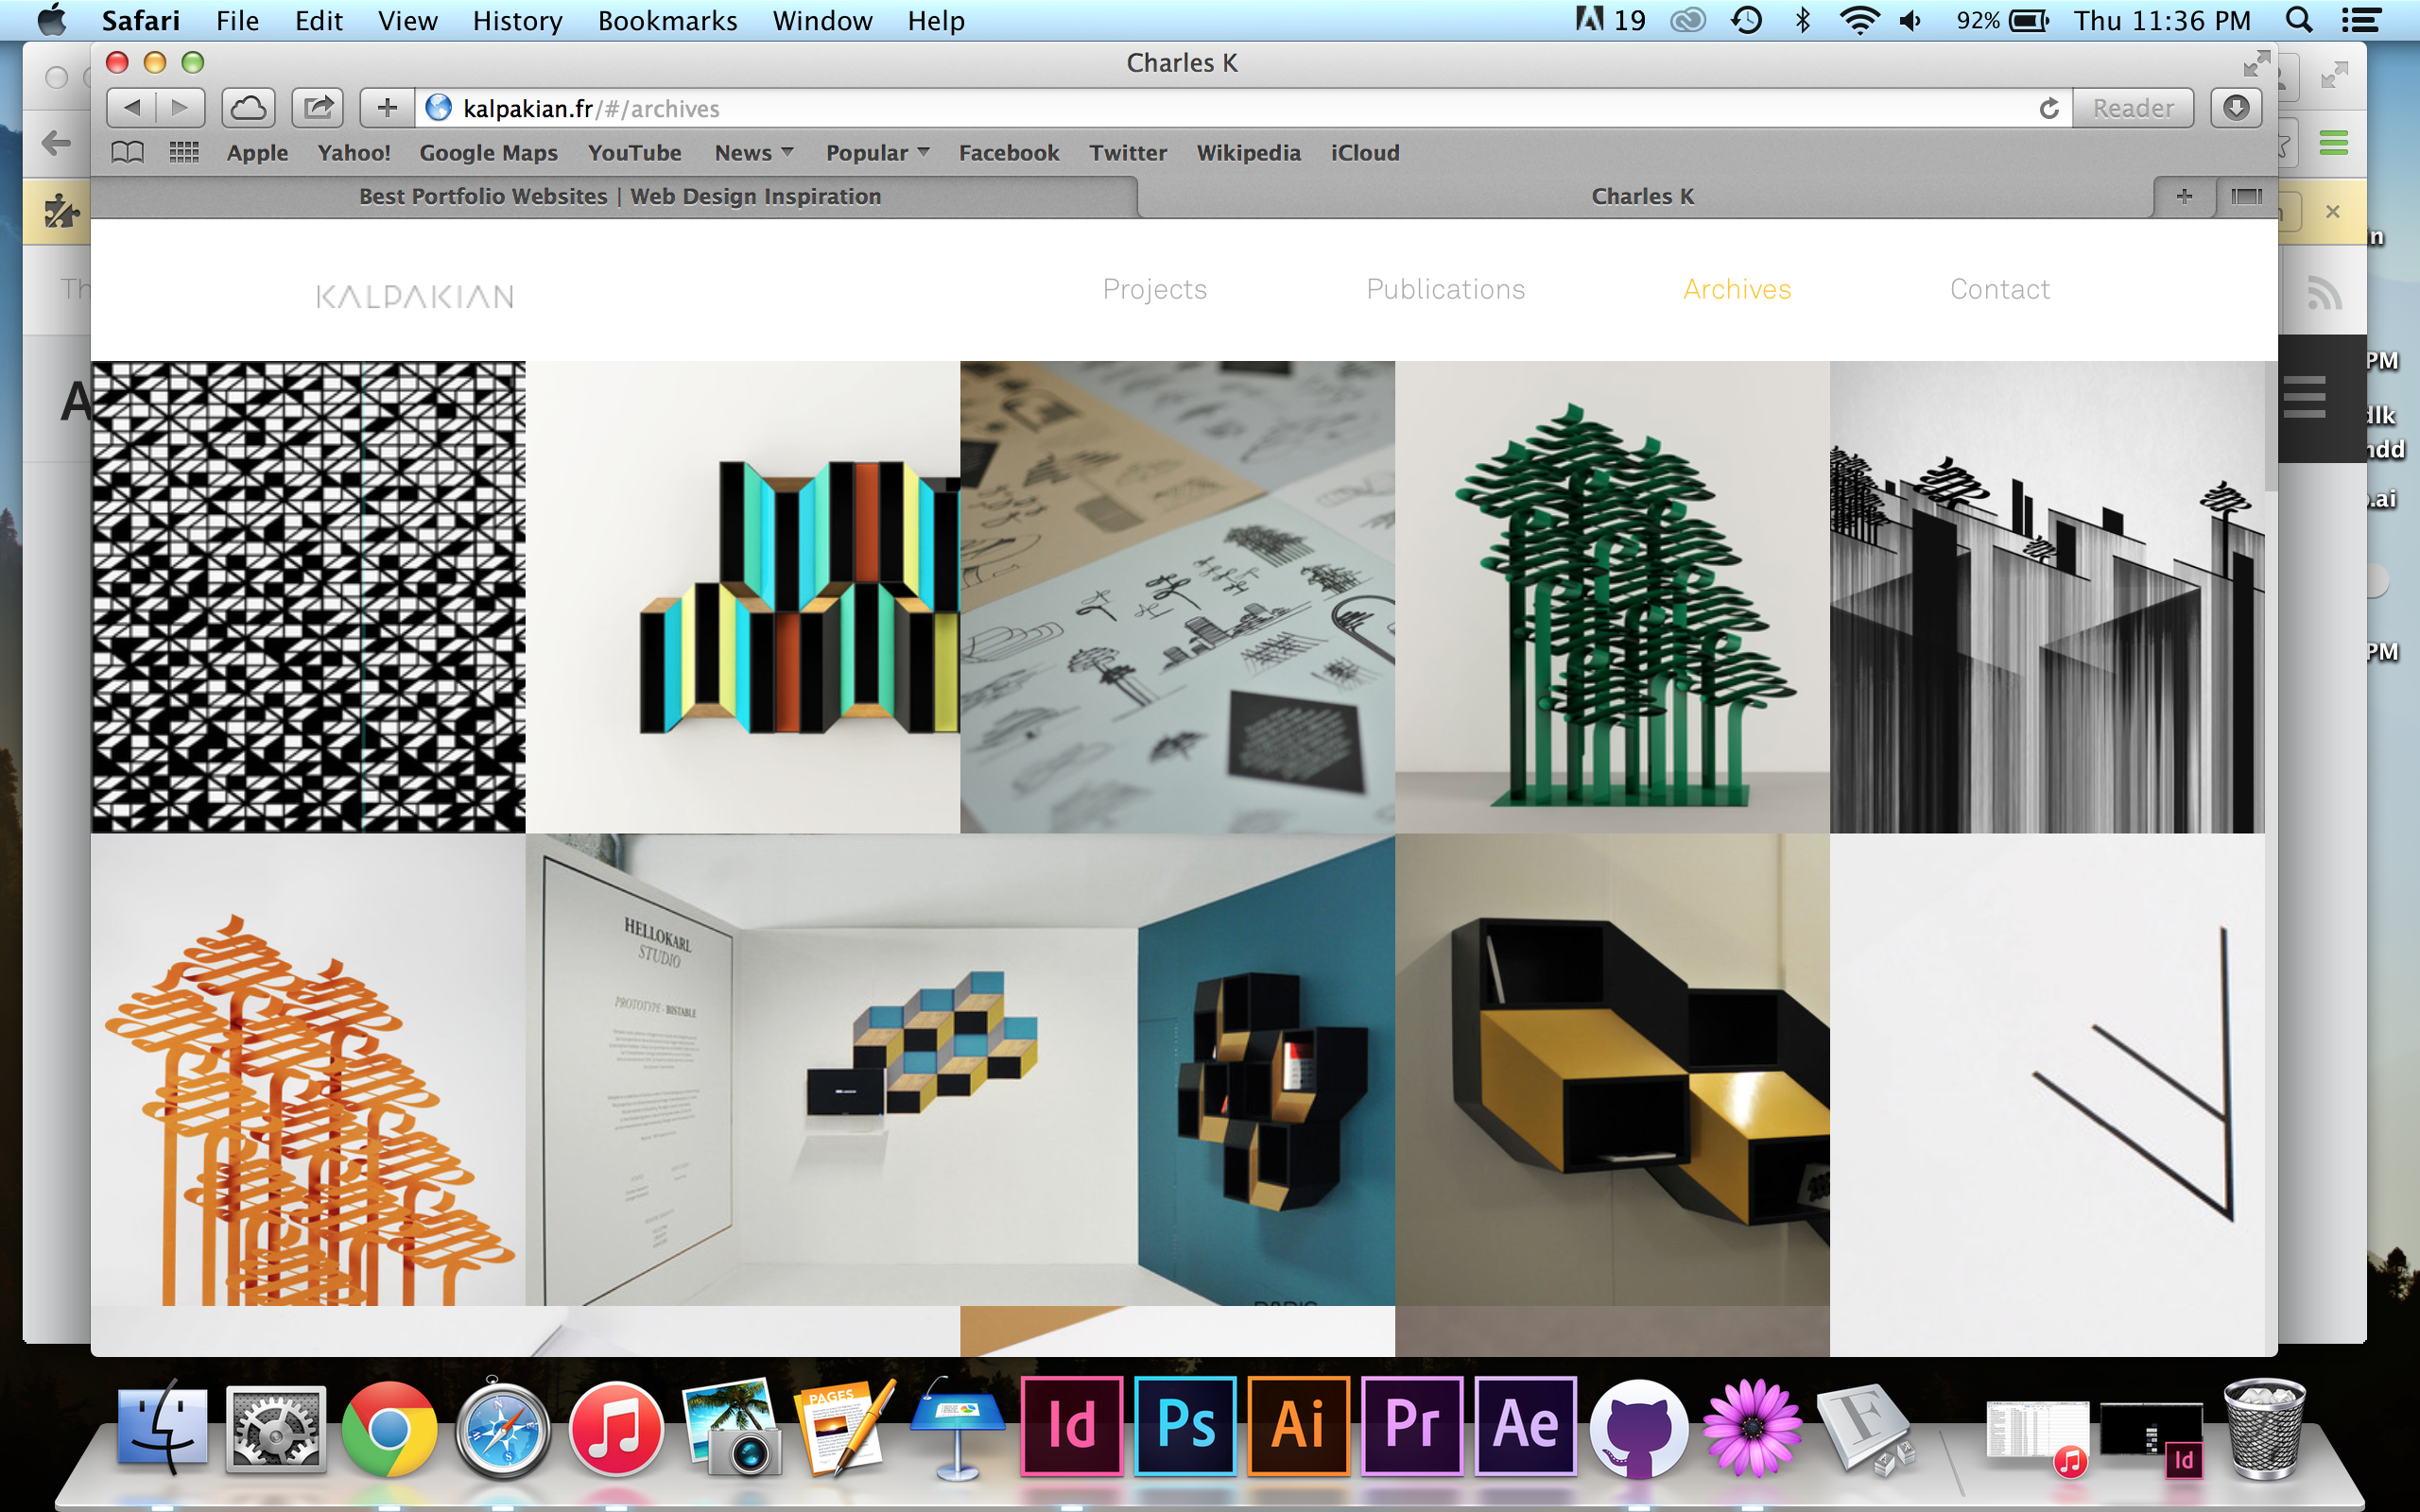 Safari File Edit View History Bookmarks Window Help 19 92% Thu 11:36 PM
Charles K
kalpakian.fr/#/archives Reader
Apple Yahoo! Google Maps YouTube News Popular Facebook Twitter Wikipedia iCloud
Best Portfolio Websites | Web Design Inspiration Charles K
KALPAKIAN Projects Publications Archives Contact
HELLOKARL
STUDIO
PROTOTYPE - BISTABLE
PARIS
PAGES
Id Ps Ai Pr Ae F
Id